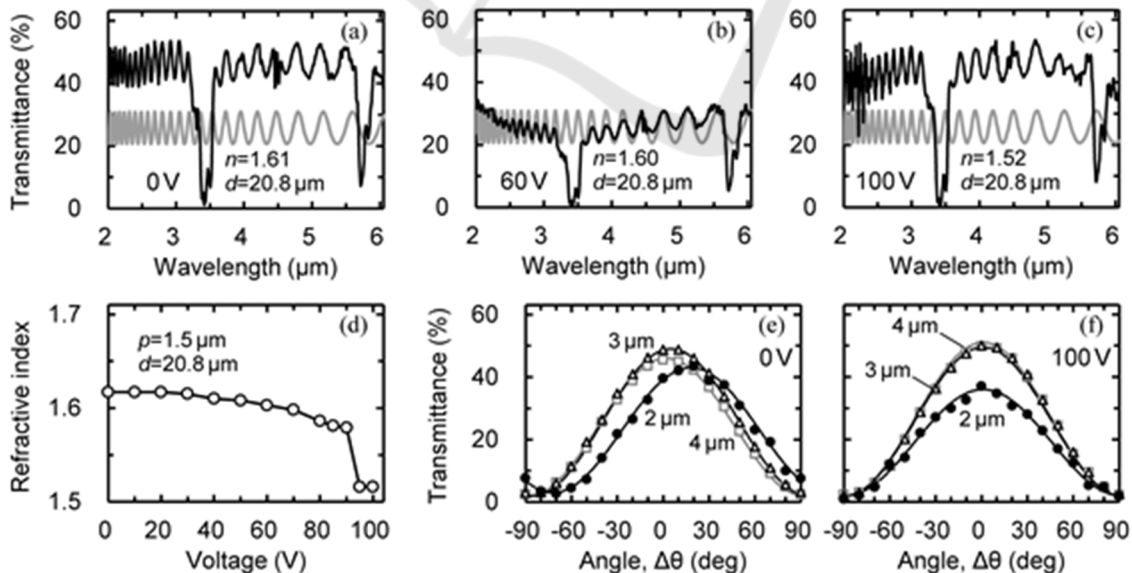 Transmittance (%)
60
40
20
0
(a)
0 V
n=1.61
d=20.8 μm
2 3 4 5 6
Wavelength (μm)
60
40
20
0
(b)
60 V
n=1.60
d=20.8 μm
2 3 4 5 6
Wavelength (μm)
60
40
20
0
(c)
100 V
n=1.52
d=20.8 μm
2 3 4 5 6
Wavelength (μm)
Refractive index
1.7
1.6
1.5
(d)
p=1.5 μm
d=20.8 μm
0 20 40 60 80 100
Voltage (V)
Transmittance (%)
60
40
20
0
(e)
3 μm
0 V
2 μm
4 μm
-90 -60 -30 0 30 60 90
Angle, Δθ (deg)
60
40
20
0
(f)
4 μm
100 V
3 μm
2 μm
-90 -60 -30 0 30 60 90
Angle, Δθ (deg)